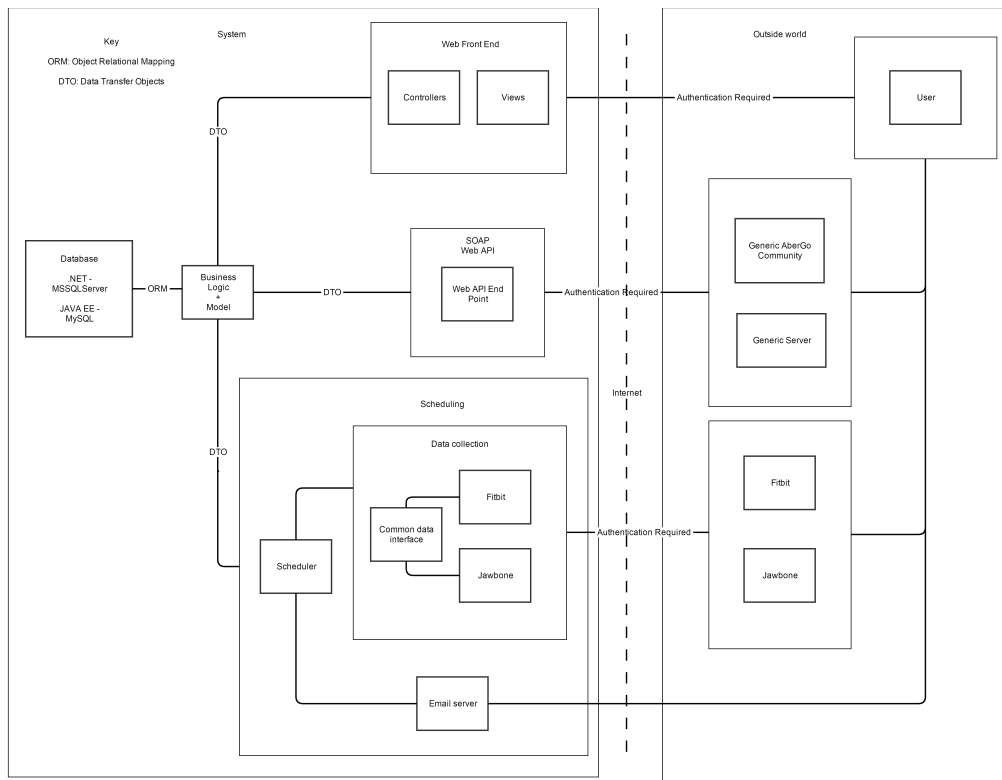 Key
ORM: Object Relational Mapping
DTO: Data Transfer Objects
System
Web Front End
Controllers
Views
Authentication Required
Outside world
User
DTO
Database
.NET -
MSSQLServer
JAVA EE -
MySQL
ORM
Business
Logic
+
Model
DTO
SOAP
Web API
Web API End
Point
Authentication Required
Generic AberGo
Community
Generic Server
Internet
DTO
Scheduling
Data collection
Scheduler
Common data
interface
Fitbit
Jawbone
Authentication Required
Fitbit
Jawbone
Email server